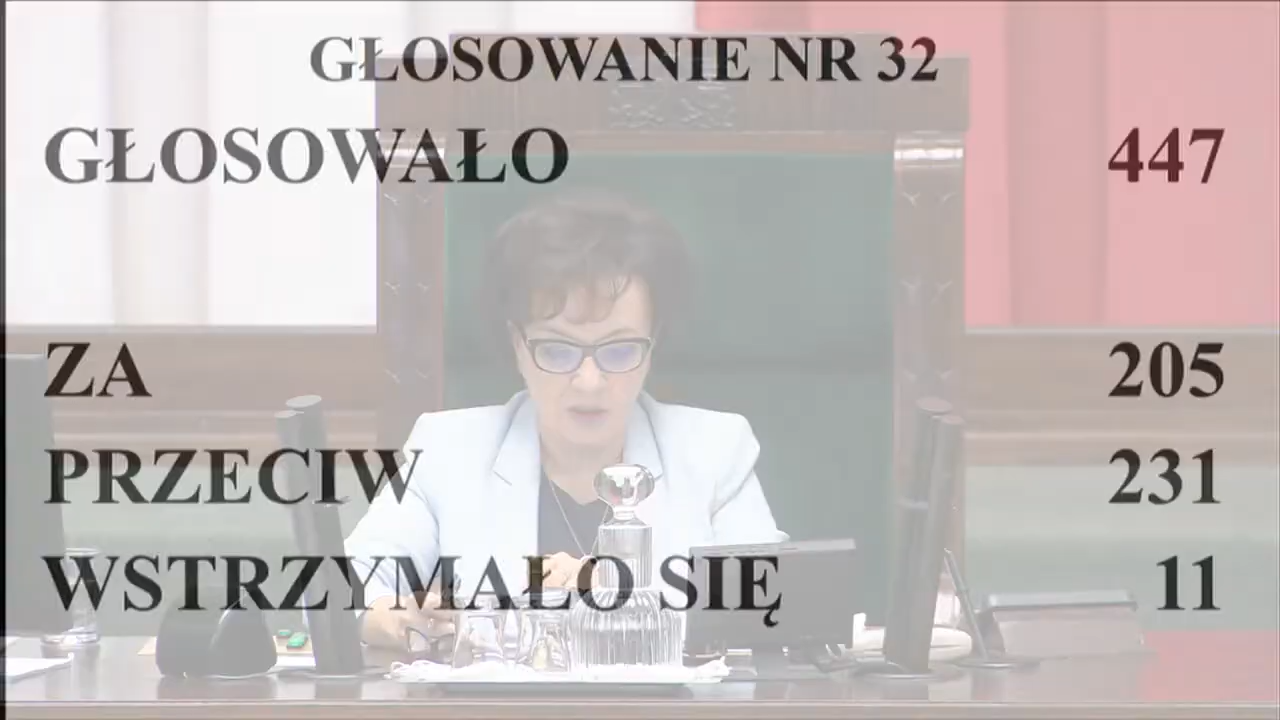 GŁOSOWANIE NR 32
GŁOSOWAŁO 447
ZA 205
PRZECIW 231
WSTRZYMAŁO SIĘ 11